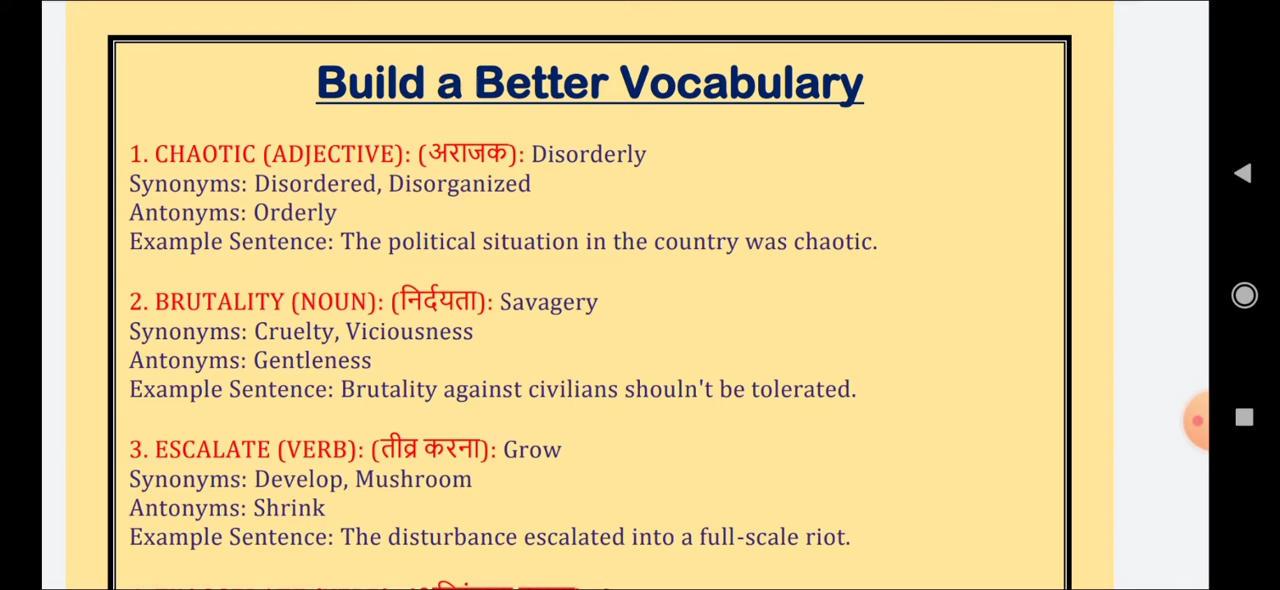 Build a Better Vocabulary
1. CHAOTIC (ADJECTIVE): (अराजक): Disorderly
Synonyms: Disordered, Disorganized
Antonyms: Orderly
Example Sentence: The political situation in the country was chaotic.
2. BRUTALITY (NOUN): (निर्दयता): Savagery
Synonyms: Cruelty, Viciousness
Antonyms: Gentleness
Example Sentence: Brutality against civilians shouln't be tolerated.
3. ESCALATE (VERB): (तीव्र करना): Grow
Synonyms: Develop, Mushroom
Antonyms: Shrink
Example Sentence: The disturbance escalated into a full-scale riot.